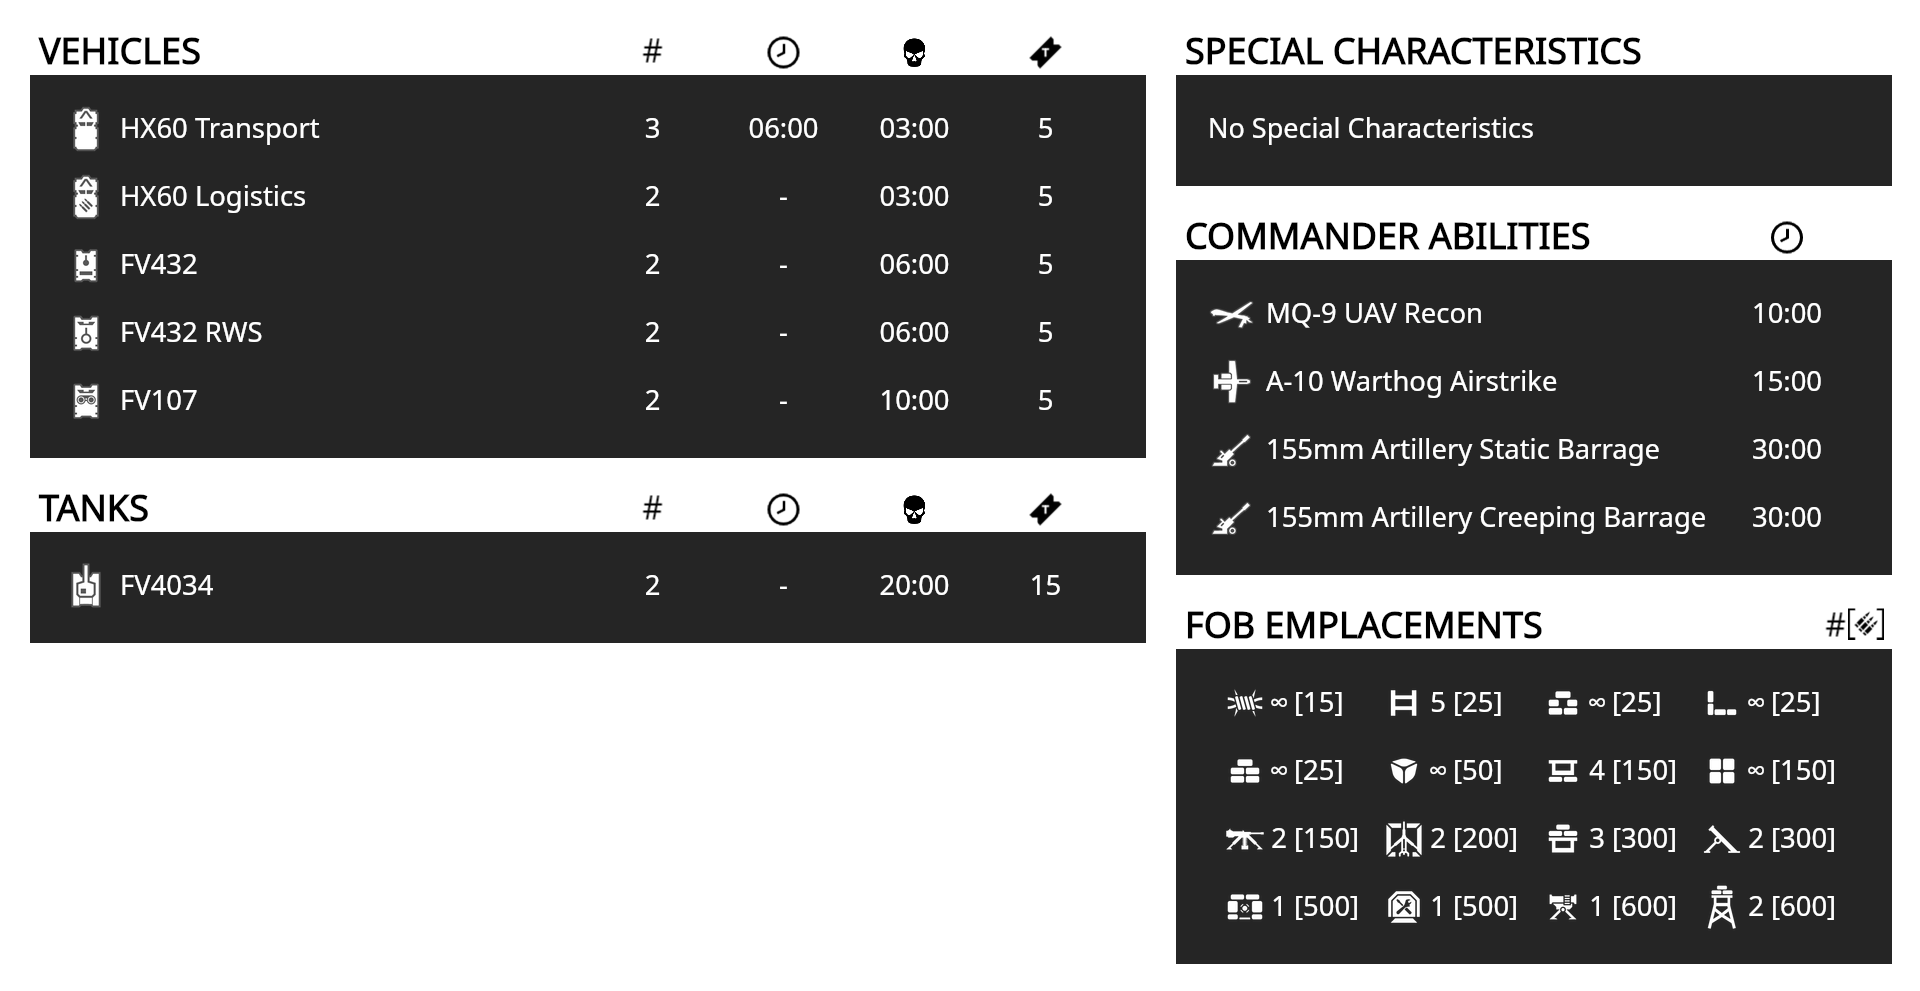 VEHICLES #
HX60 Transport 3 06:00 03:00 5
HX60 Logistics 2 - 03:00 5
FV432 2 - 06:00 5
FV432 RWS 2 - 06:00 5
FV107 2 - 10:00 5
TANKS #
FV4034 2 - 20:00 15
SPECIAL CHARACTERISTICS
No Special Characteristics
COMMANDER ABILITIES
MQ-9 UAV Recon 10:00
A-10 Warthog Airstrike 15:00
155mm Artillery Static Barrage 30:00
155mm Artillery Creeping Barrage 30:00
FOB EMPLACEMENTS #[]
∞ [15] 5 [25] ∞ [25] ∞ [25]
∞ [25] ∞ [50] 4 [150] ∞ [150]
2 [150] 2 [200] 3 [300] 2 [300]
1 [500] 1 [500] 1 [600] 2 [600]